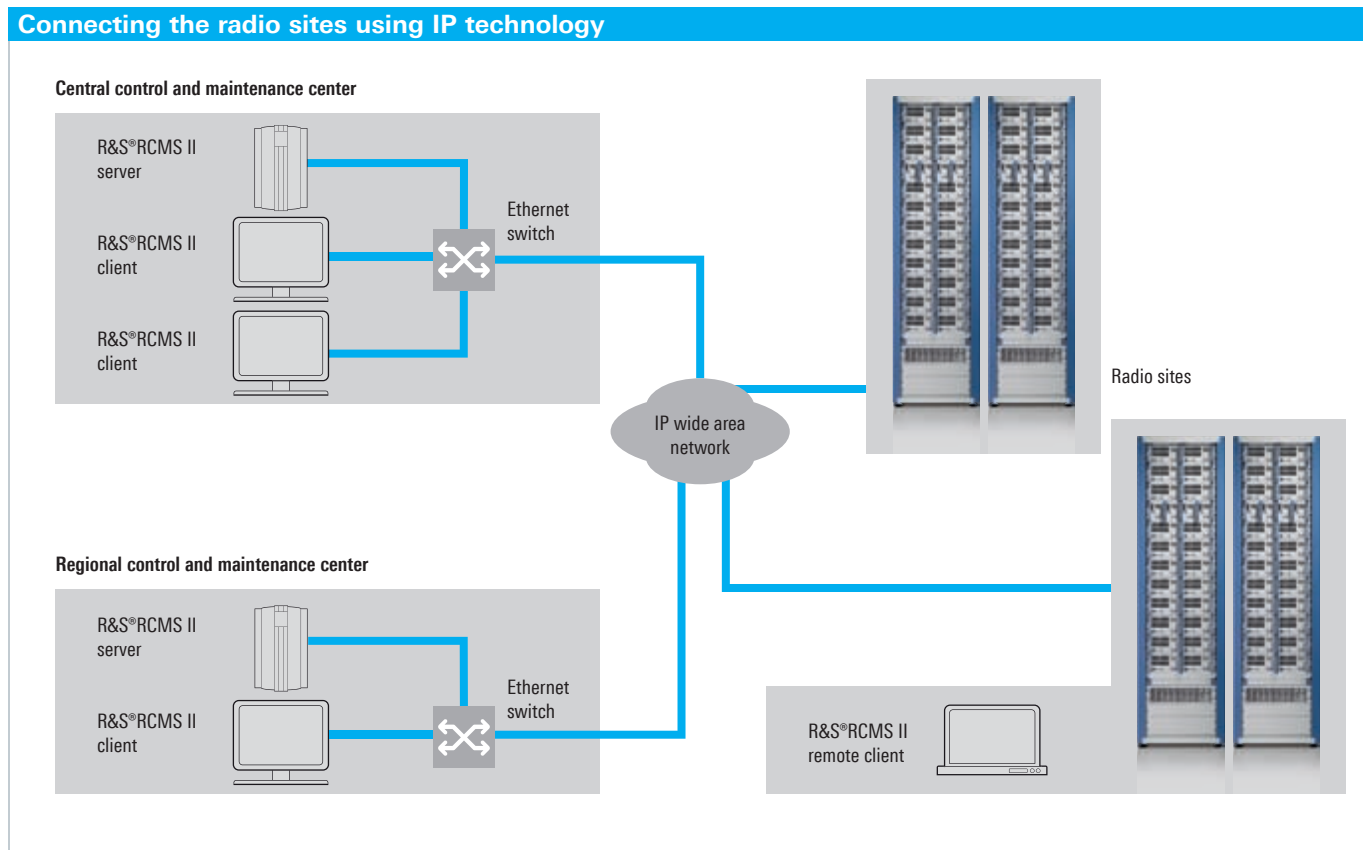 Connecting the radio sites using IP technology
Central control and maintenance center
R&S®RCMS II
server
R&S®RCMS II
client
R&S®RCMS II
client
Ethernet
switch
IP wide area
network
Radio sites
Regional control and maintenance center
R&S®RCMS II
server
R&S®RCMS II
client
Ethernet
switch
R&S®RCMS II
remote client